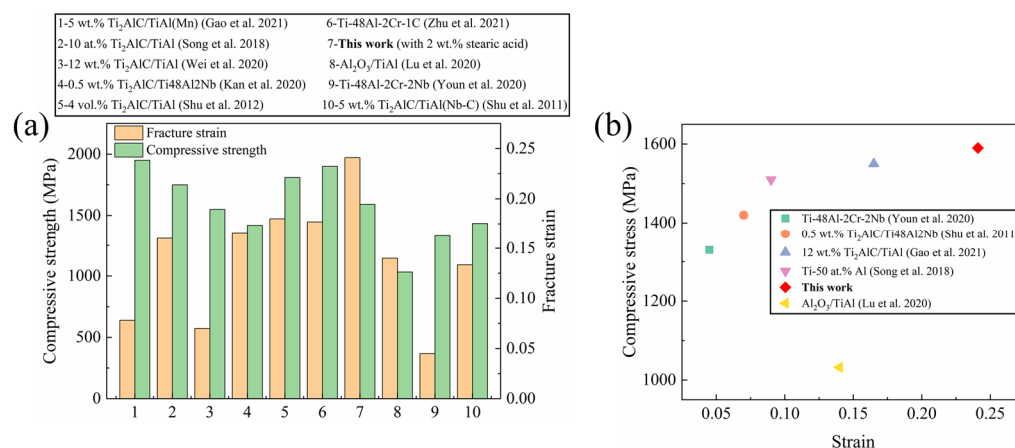 1-5 wt.% Ti₂AlC/TiAl(Mn) (Gao et al. 2021)
2-10 at.% Ti₂AlC/TiAl (Song et al. 2018)
3-12 wt.% Ti₂AlC/TiAl (Wei et al. 2020)
4-0.5 wt.% Ti₂AlC/Ti48Al2Nb (Kan et al. 2020)
5-4 vol.% Ti₂AlC/TiAl (Shu et al. 2012)
6-Ti-48Al-2Cr-1C (Zhu et al. 2021)
7-This work (with 2 wt.% stearic acid)
8-Al₂O₃/TiAl (Lu et al. 2020)
9-Ti-48Al-2Cr-2Nb (Youn et al. 2020)
10-5 wt.% Ti₂AlC/TiAl(Nb-C) (Shu et al. 2011)
(a)
Fracture strain
Compressive strength
Compressive strength (MPa)
2000
1500
1000
500
0
0.25
0.20
0.15
0.10
0.05
0.00
Fracture strain
1 2 3 4 5 6 7 8 9 10
(b)
Compressive stress (MPa)
1600
1400
1200
1000
Ti-48Al-2Cr-2Nb (Youn et al. 2020)
0.5 wt.% Ti₂AlC/Ti48Al2Nb (Shu et al. 2011
12 wt.% Ti₂AlC/TiAl (Gao et al. 2021)
Ti-50 at.% Al (Song et al. 2018)
This work
Al₂O₃/TiAl (Lu et al. 2020)
0.05 0.10 0.15 0.20 0.25
Strain